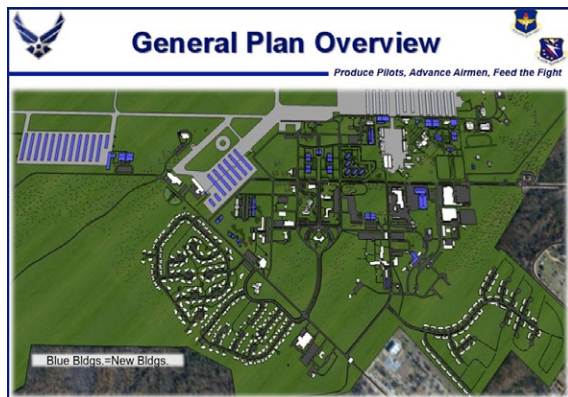 General Plan Overview
Produce Pilots, Advance Airmen, Feed the Fight
Blue Bldgs.=New Bldgs.